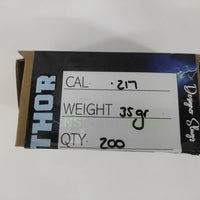 THOR
CAL .217
WEIGHT 35gr
QTY: 200
Dragon Slugs